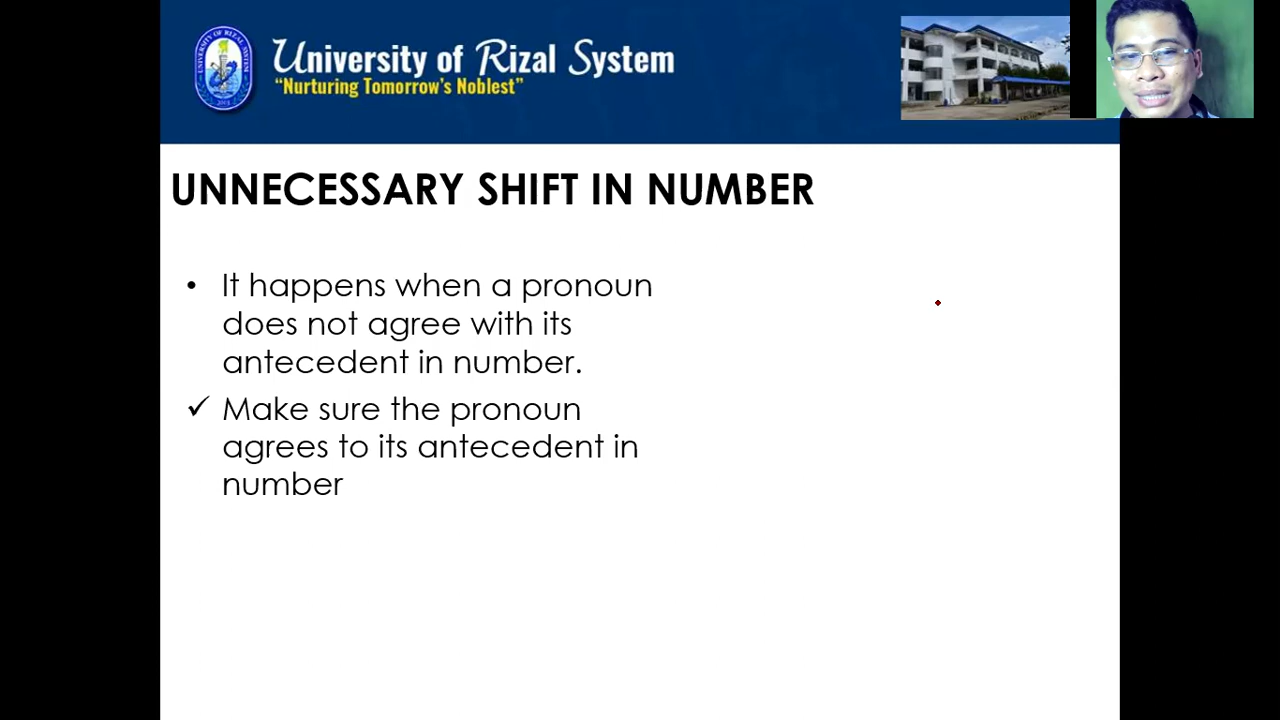 University of Rizal System
“Nurturing Tomorrow's Noblest”
UNNECESSARY SHIFT IN NUMBER
• It happens when a pronoun
does not agree with its
antecedent in number.
✓ Make sure the pronoun
agrees to its antecedent in
number